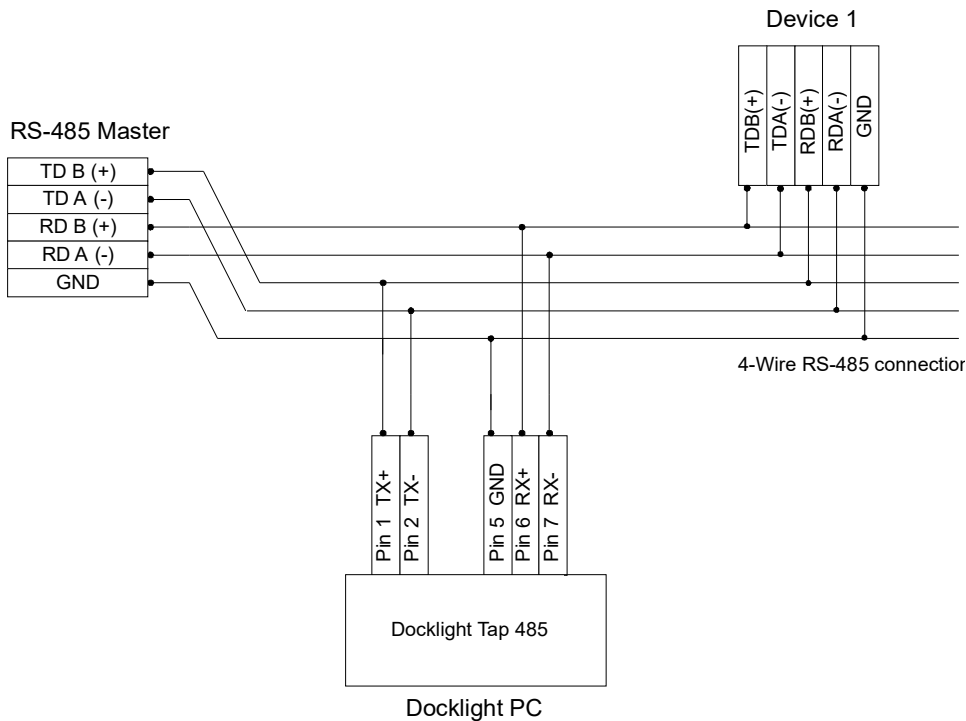 Device 1
TDB(+)
TDA(-)
RDB(+)
RDA(-)
GND
RS-485 Master
TD B (+)
TD A (-)
RD B (+)
RD A (-)
GND
4-Wire RS-485 connection
Pin 1 TX+
Pin 2 TX-
Pin 5 GND
Pin 6 RX+
Pin 7 RX-
Docklight Tap 485
Docklight PC